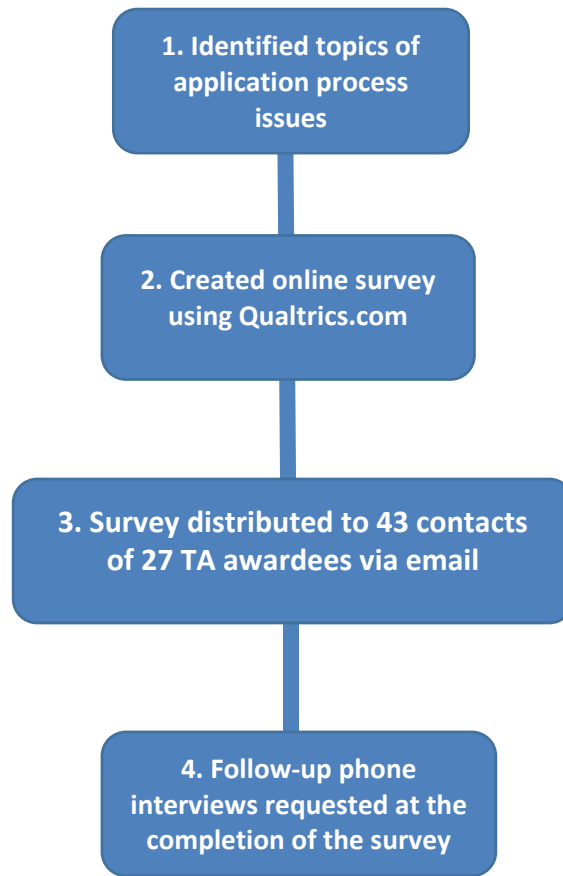 1. Identified topics of
application process
issues
2. Created online survey
using Qualtrics.com
3. Survey distributed to 43 contacts
of 27 TA awardees via email
4. Follow-up phone
interviews requested at the
completion of the survey